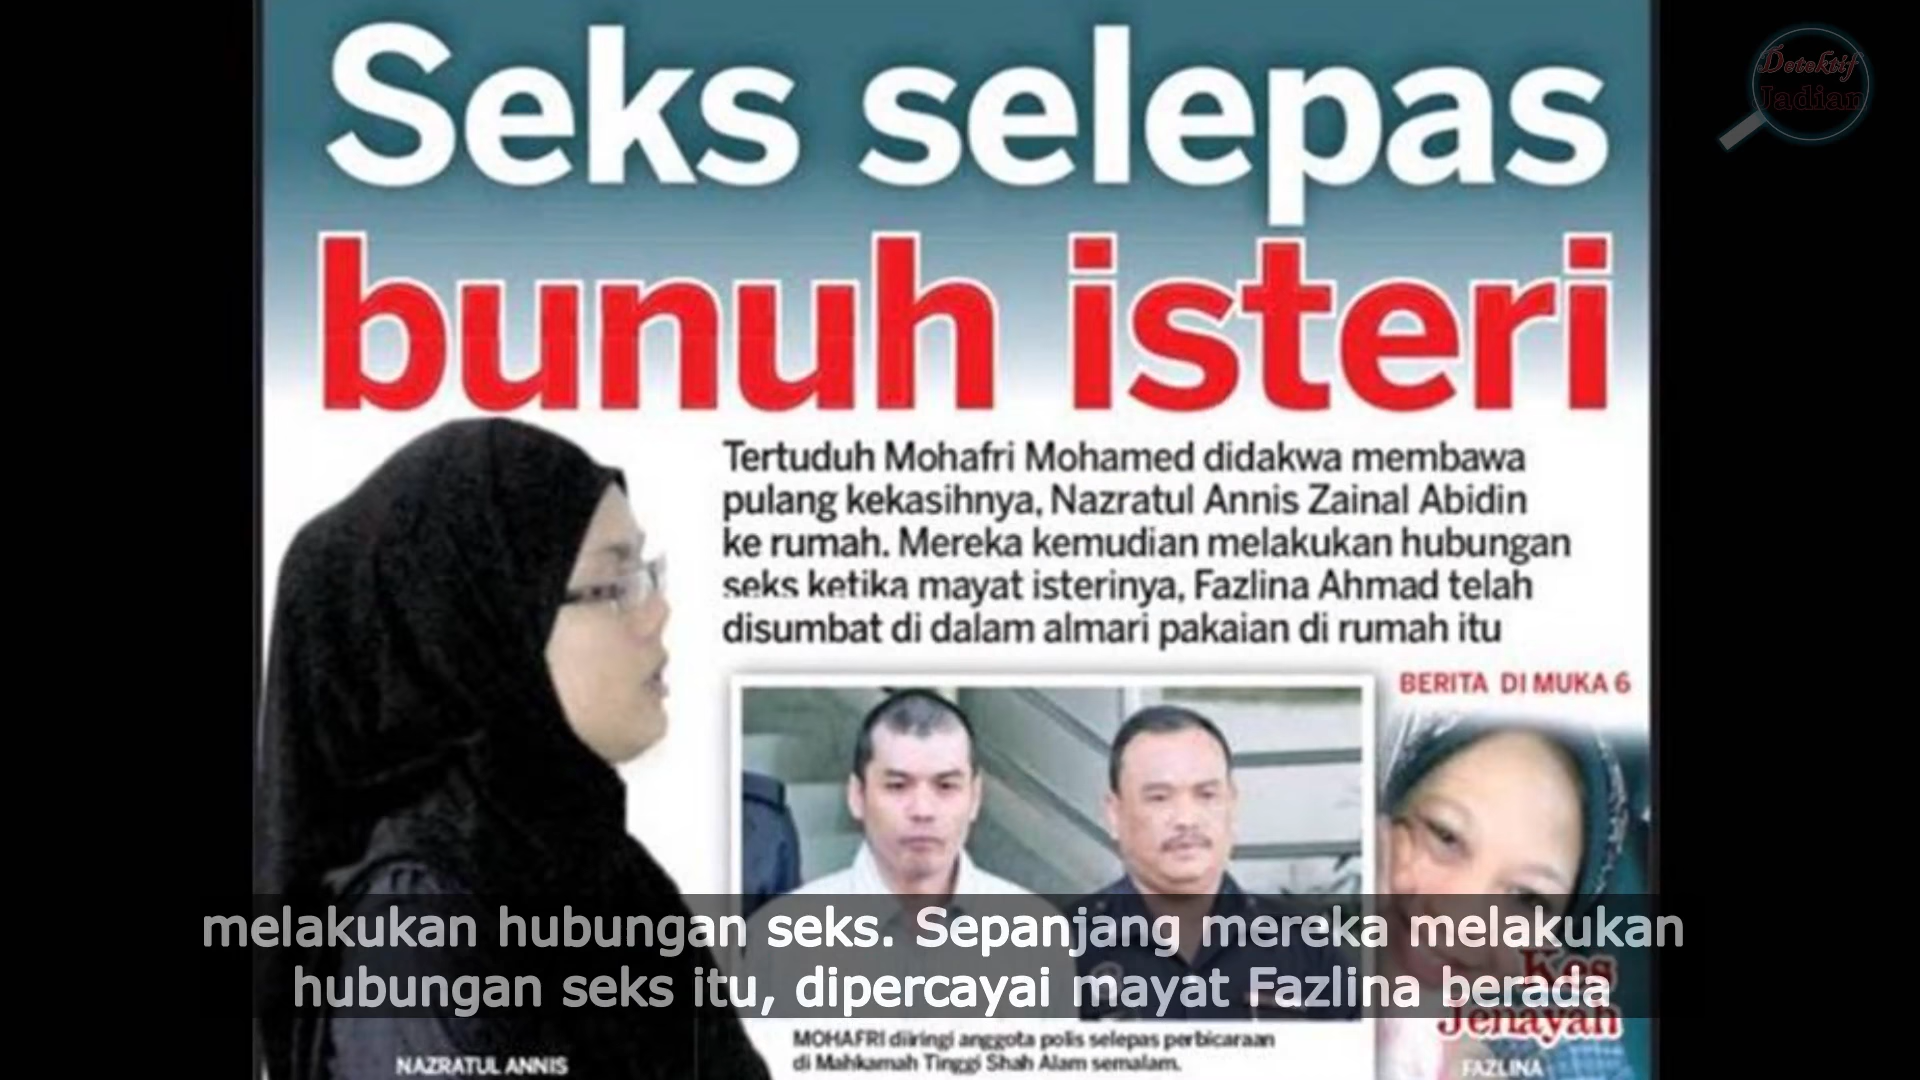 Detektif
Jadian
Seks selepas
bunuh isteri
Tertuduh Mohafri Mohamed didakwa membawa
pulang kekasihnya, Nazratul Annis Zainal Abidin
ke rumah. Mereka kemudian melakukan hubungan
seks ketika mayat isterinya, Fazlina Ahmad telah
disumbat di dalam almari pakaian di rumah itu
BERITA DI MUKA 6
melakukan hubungan seks. Sepanjang mereka melakukan
hubungan seks itu, dipercayai mayat Fazlina berada
Kes
Jenayah
MOHAFRI diiringi anggota polis selepas perbicaraan
di Mahkamah Tinggi Shah Alam semalam.
NAZRATUL ANNIS
FAZLINA